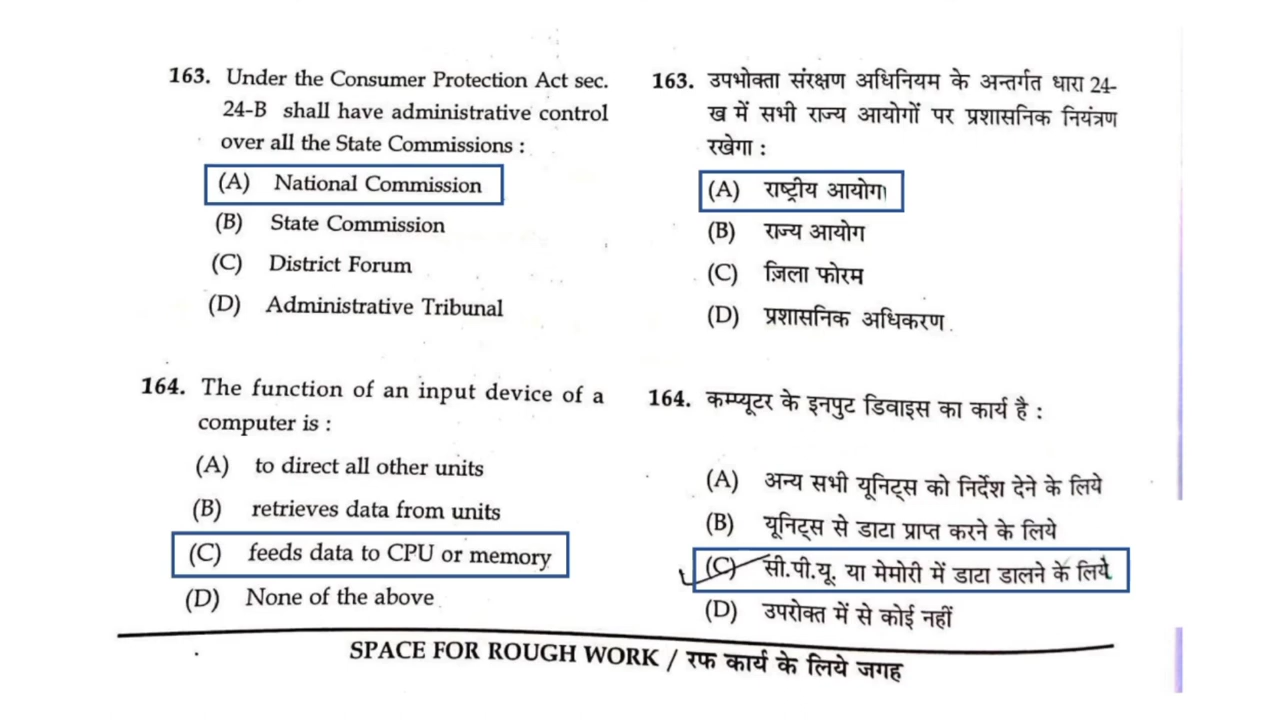 163. Under the Consumer Protection Act sec.
24-B shall have administrative control
over all the State Commissions :
(A) National Commission
(B) State Commission
(C) District Forum
(D) Administrative Tribunal
164. The function of an input device of a
computer is :
(A) to direct all other units
(B) retrieves data from units
(C) feeds data to CPU or memory
(D) None of the above
163. उपभोक्ता संरक्षण अधिनियम के अन्तर्गत धारा 24-
ख में सभी राज्य आयोगों पर प्रशासनिक नियंत्रण
रखेगा :
(A) राष्ट्रीय आयोग
(B) राज्य आयोग
(C) ज़िला फोरम
(D) प्रशासनिक अधिकरण
164. कम्प्यूटर के इनपुट डिवाइस का कार्य है :
(A) अन्य सभी यूनिट्स को निर्देश देने के लिये
(B) यूनिट्स से डाटा प्राप्त करने के लिये
(C) सी.पी.यू. या मेमोरी में डाटा डालने के लिये
(D) उपरोक्त में से कोई नहीं
SPACE FOR ROUGH WORK / रफ कार्य के लिये जगह